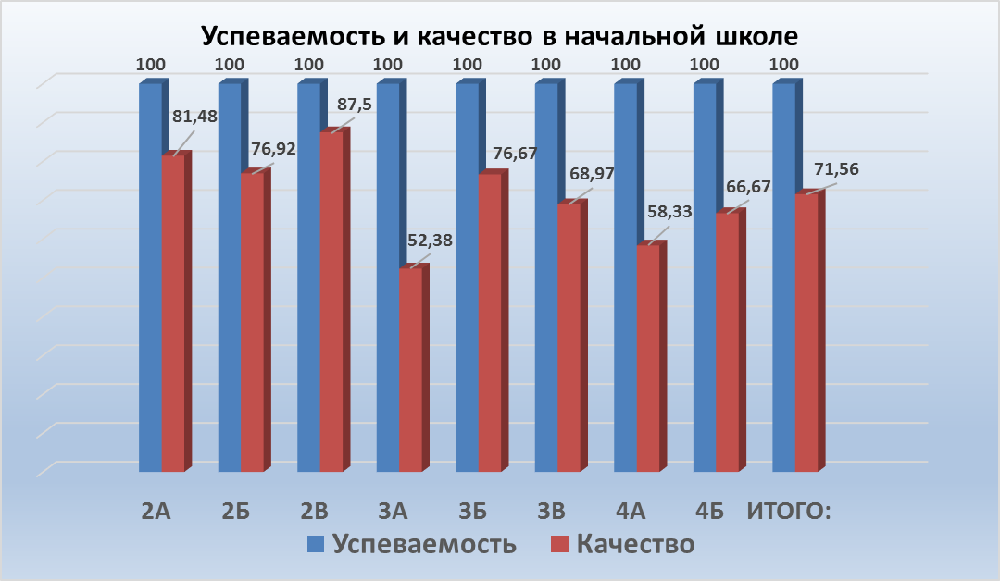 Успеваемость и качество в начальной школе
100 100 100 100 100 100 100 100 100
81,48 76,92 87,5 52,38 76,67 68,97 58,33 66,67 71,56
2А 2Б 2В 3А 3Б 3В 4А 4Б ИТОГО:
Успеваемость Качество